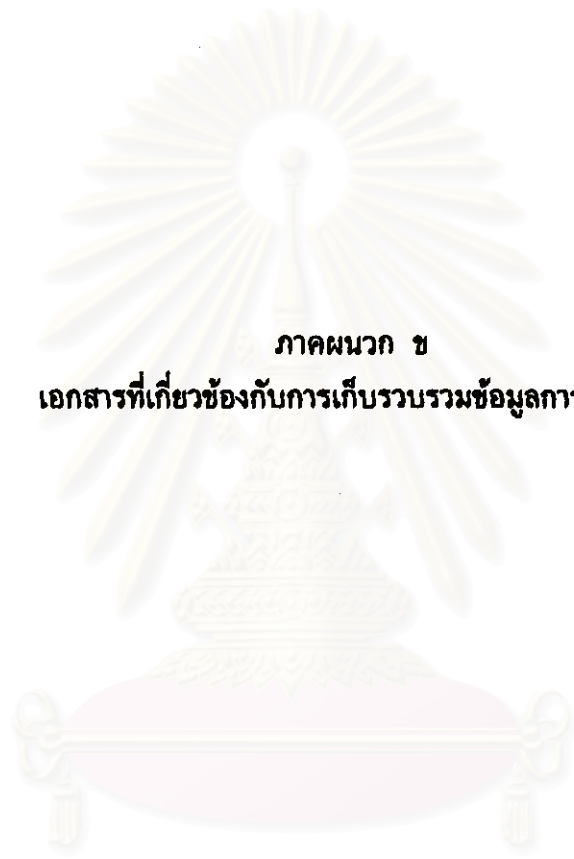 ภาคผนวก ข
เอกสารที่เกี่ยวข้องกับการเก็บรวบรวมข้อมูล